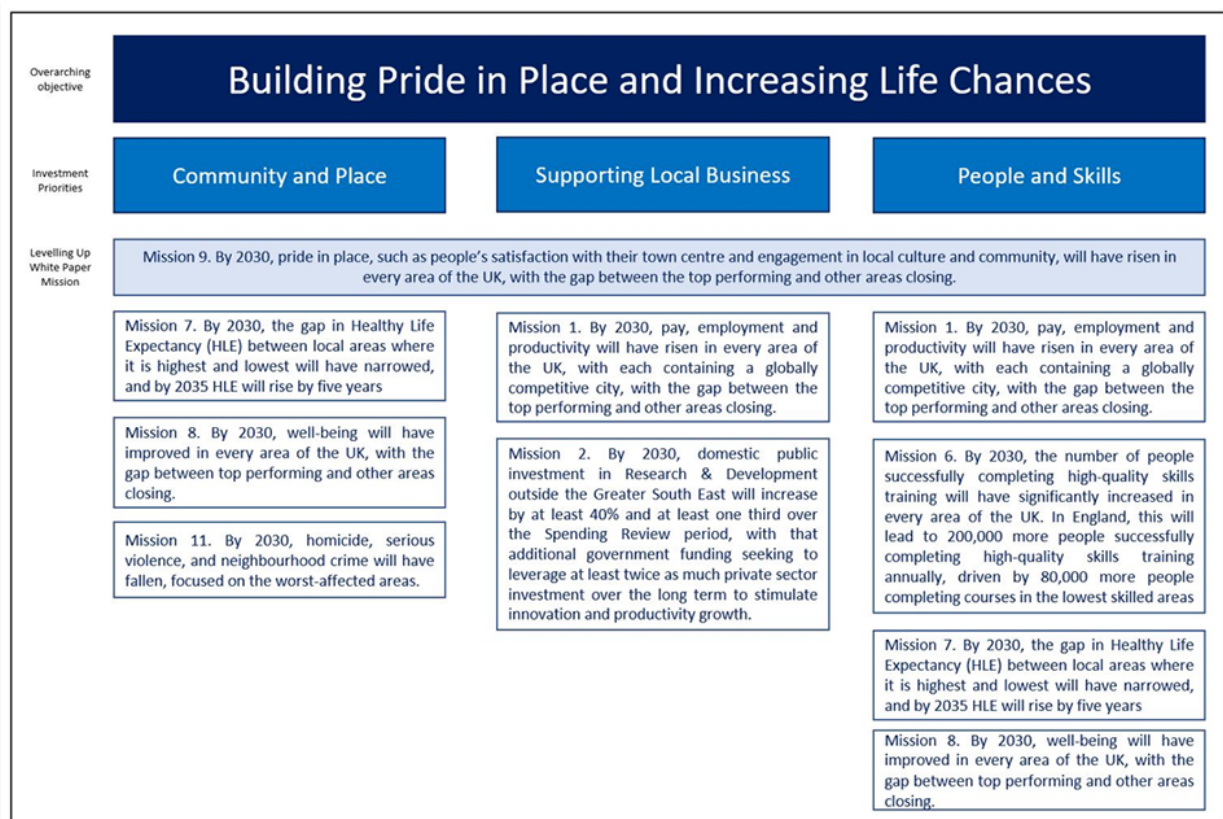 Overarching
objective
Building Pride in Place and Increasing Life Chances
Investment
Priorities
Community and Place
Supporting Local Business
People and Skills
Levelling Up
White Paper
Mission
Mission 9. By 2030, pride in place, such as people's satisfaction with their town centre and engagement in local culture and community, will have risen in
every area of the UK, with the gap between the top performing and other areas closing.
Mission 7. By 2030, the gap in Healthy Life
Expectancy (HLE) between local areas where
it is highest and lowest will have narrowed,
and by 2035 HLE will rise by five years
Mission 8. By 2030, well-being will have
improved in every area of the UK, with the
gap between top performing and other areas
closing.
Mission 11. By 2030, homicide, serious
violence, and neighbourhood crime will have
fallen, focused on the worst-affected areas.
Mission 1. By 2030, pay, employment and
productivity will have risen in every area of
the UK, with each containing a globally
competitive city, with the gap between the
top performing and other areas closing.
Mission 2. By 2030, domestic public
investment in Research & Development
outside the Greater South East will increase
by at least 40% and at least one third over
the Spending Review period, with that
additional government funding seeking to
leverage at least twice as much private sector
investment over the long term to stimulate
innovation and productivity growth.
Mission 1. By 2030, pay, employment and
productivity will have risen in every area of
the UK, with each containing a globally
competitive city, with the gap between the
top performing and other areas closing.
Mission 6. By 2030, the number of people
successfully completing high-quality skills
training will have significantly increased in
every area of the UK. In England, this will
lead to 200,000 more people successfully
completing high-quality skills training
annually, driven by 80,000 more people
completing courses in the lowest skilled areas
Mission 7. By 2030, the gap in Healthy Life
Expectancy (HLE) between local areas where
it is highest and lowest will have narrowed,
and by 2035 HLE will rise by five years
Mission 8. By 2030, well-being will have
improved in every area of the UK, with the
gap between top performing and other areas
closing.